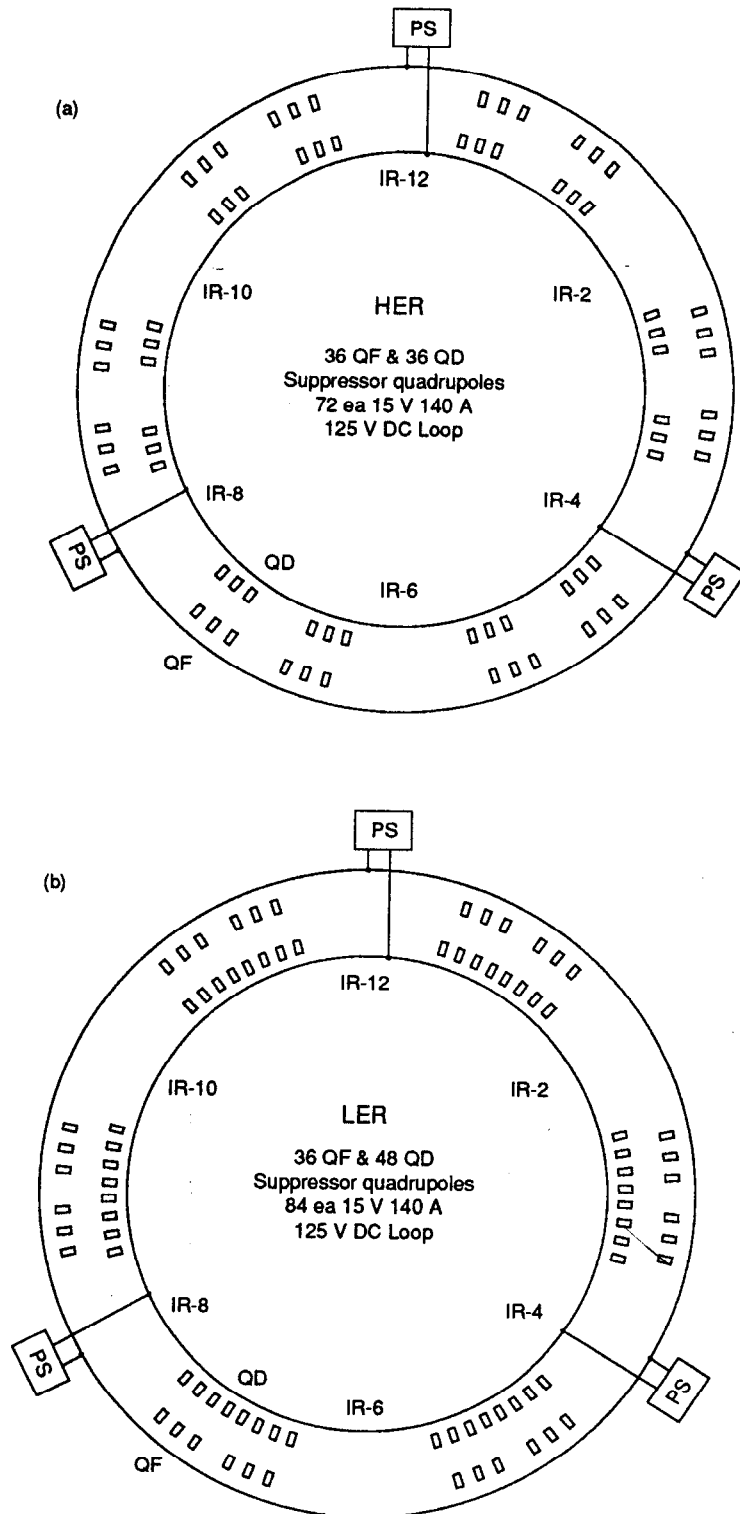 PS
(a)
IR-12
IR-10
IR-2
HER
36 QF & 36 QD
Suppressor quadrupoles
72 ea 15 V 140 A
125 V DC Loop
IR-8
IR-4
PS
PS
QD
IR-6
QF
PS
(b)
IR-12
IR-10
IR-2
LER
36 QF & 48 QD
Suppressor quadrupoles
84 ea 15 V 140 A
125 V DC Loop
IR-8
IR-4
PS
PS
QD
IR-6
QF